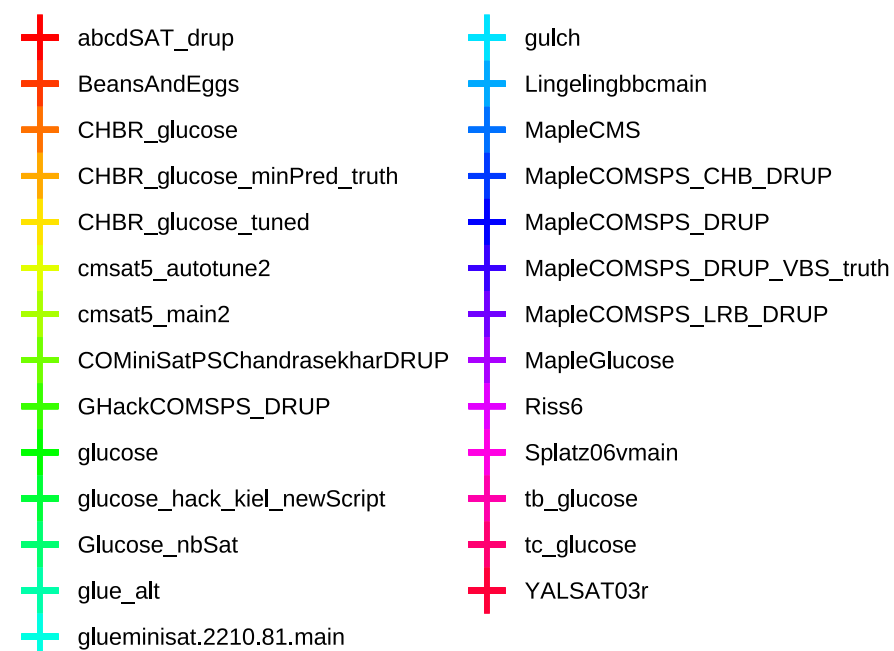 abcdSAT_drup
BeansAndEggs
CHBR_glucose
CHBR_glucose_minPred_truth
CHBR_glucose_tuned
cmsat5_autotune2
cmsat5_main2
COMiniSatPSChandrasekharDRUP
GHackCOMSPS_DRUP
glucose
glucose_hack_kiel_newScript
Glucose_nbSat
glue_alt
glueminisat.2210.81.main
gulch
Lingelingbbcmain
MapleCMS
MapleCOMSPS_CHB_DRUP
MapleCOMSPS_DRUP
MapleCOMSPS_DRUP_VBS_truth
MapleCOMSPS_LRB_DRUP
MapleGlucose
Riss6
Splatz06vmain
tb_glucose
tc_glucose
YALSAT03r